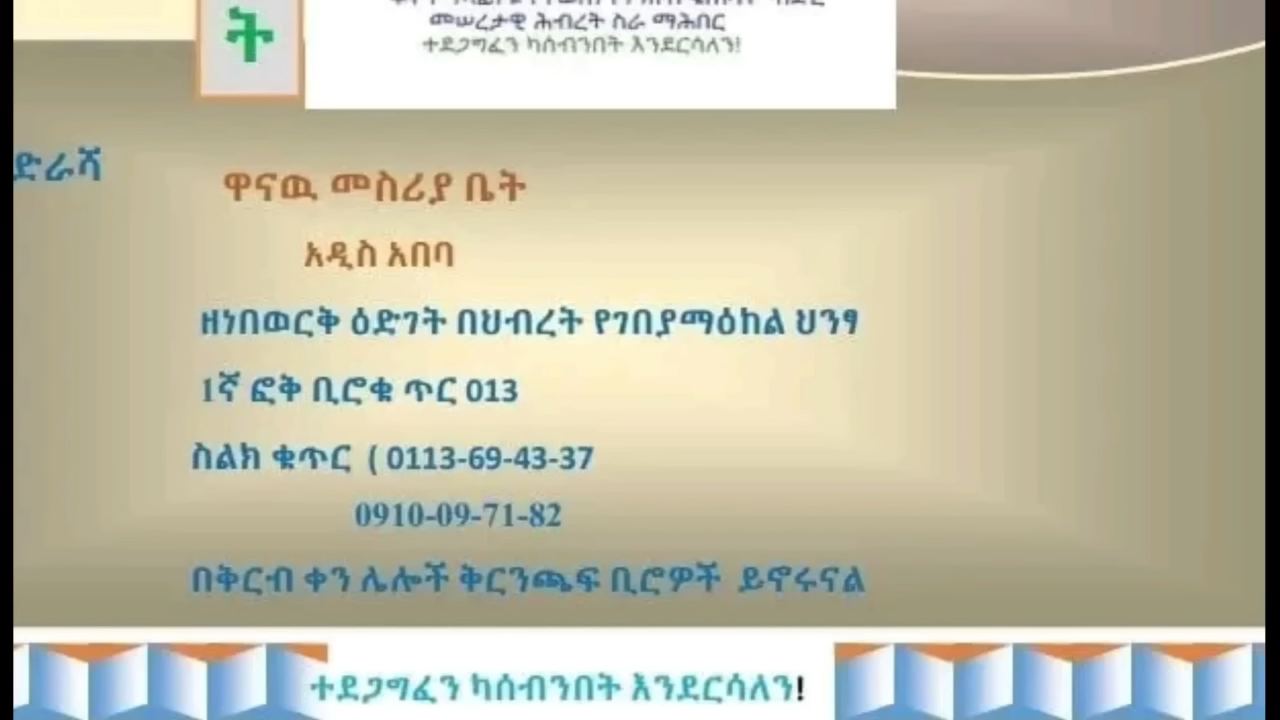 ት
መሠረታዊ ሕብረት ስራ ማሕበር
ተደጋግፈን ካሰብንበት እንደርሳለን!
ድራሻ
ዋናዉ መስሪያ ቤት
አዲስ አበባ
ዘነበወርቅ ዕድገት በህብረት የገበያማዕከል ህንፃ
1ኛ ፎቅ ቢሮቁ ጥር 013
ስልክ ቁጥር ( 0113-69-43-37
0910-09-71-82
በቅርብ ቀን ሌሎች ቅርንጫፍ ቢሮዎች ይኖሩናል
ተደጋግፈን ካሰብንበት እንደርሳለን!